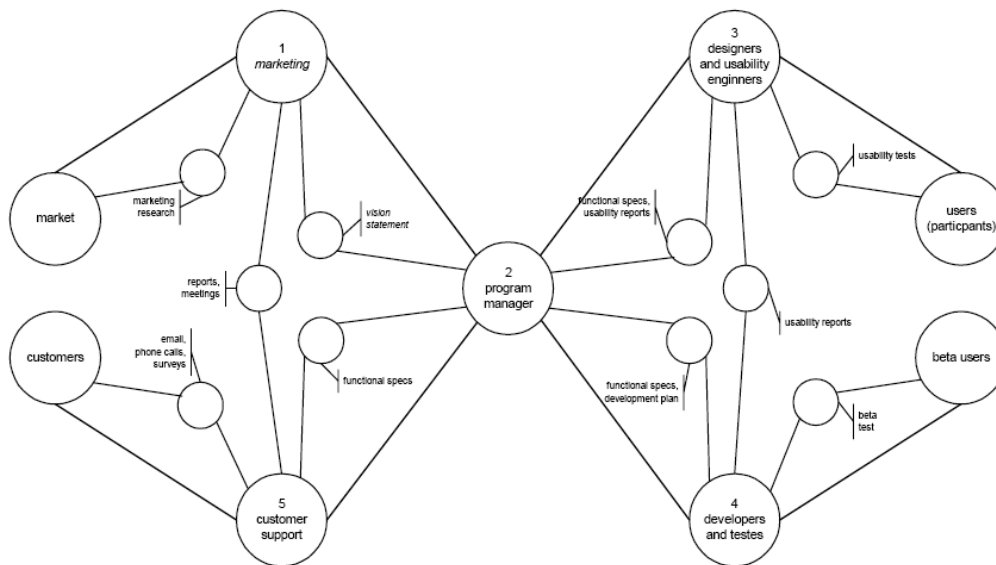 1
marketing
3
designers
and usability
enginners
usability tests
marketing
research
market
vision
statement
functional specs,
usability reports
users
(particpants)
2
program
manager
reports,
meetings
usability reports
email,
phone calls,
surveys
customers
functional specs
functional specs,
development plan
beta users
beta
test
5
customer
support
4
developers
and testes